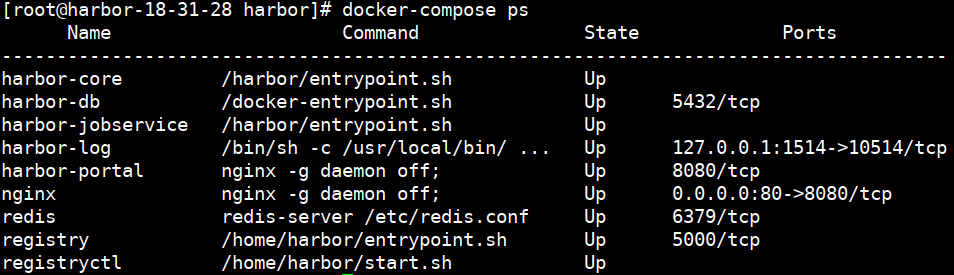 [root@harbor-18-31-28 harbor]# docker-compose ps
Name Command State Ports
-----------------------------------------------------------------------------------------
harbor-core /harbor/entrypoint.sh Up
harbor-db /docker-entrypoint.sh Up 5432/tcp
harbor-jobservice /harbor/entrypoint.sh Up
harbor-log /bin/sh -c /usr/local/bin/ ... Up 127.0.0.1:1514->10514/tcp
harbor-portal nginx -g daemon off; Up 8080/tcp
nginx nginx -g daemon off; Up 0.0.0.0:80->8080/tcp
redis redis-server /etc/redis.conf Up 6379/tcp
registry /home/harbor/entrypoint.sh Up 5000/tcp
registryctl /home/harbor/start.sh Up